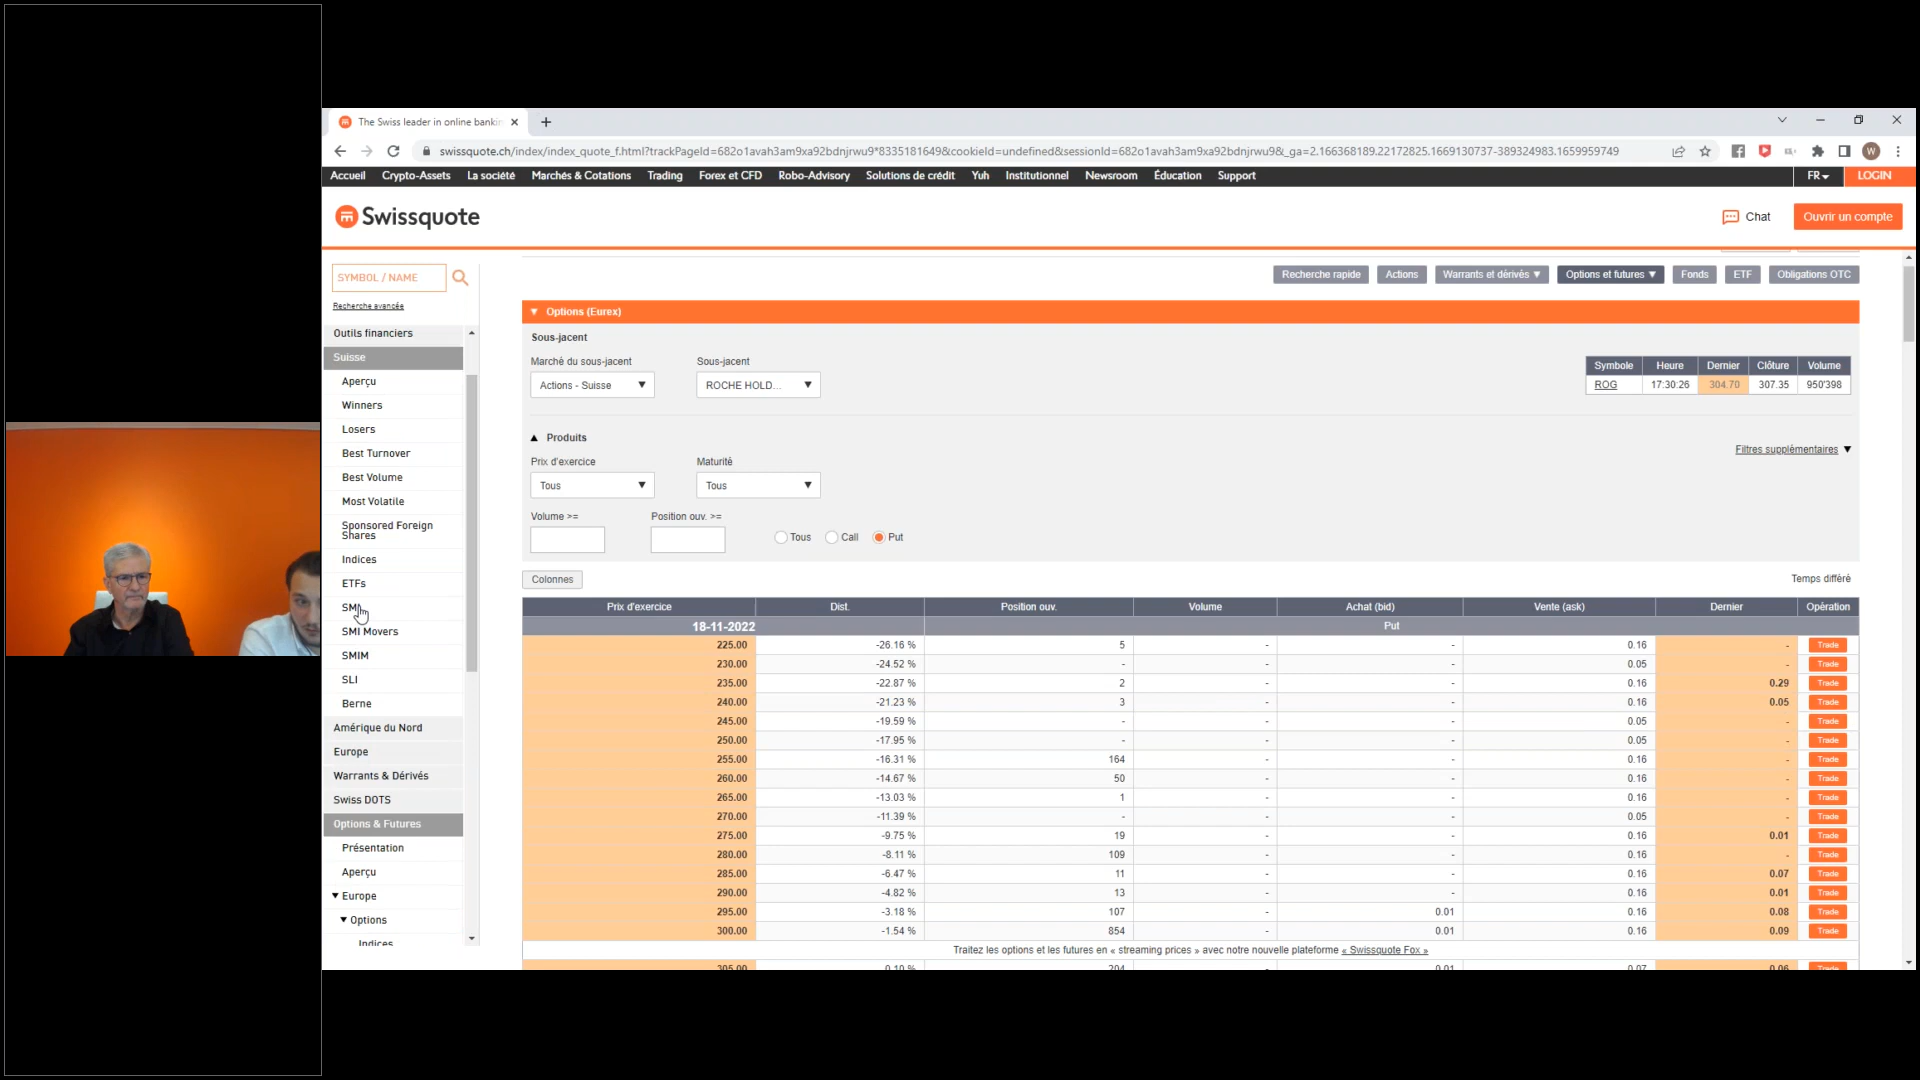 The Swiss leader in online bankin
swissquote.ch/index/index_quote_f.html?trackPageId=682o1avah3am9xa92bdnjrwu9*8335181649&cookieId=undefined&sessionId=682o1avah3am9xa92bdnjrwu9&_ga=2.166368189.22172825.1669130737-389324983.1659959749
Accueil Crypto-Assets La société Marchés & Cotations Trading Forex et CFD Robo-Advisory Solutions de crédit Yuh Institutionnel Newsroom Éducation Support FR LOGIN
Swissquote Chat Ouvrir un compte
SYMBOL / NAME
Recherche avancée
Outils financiers
Suisse
Aperçu
Winners
Losers
Best Turnover
Best Volume
Most Volatile
Sponsored Foreign
Shares
Indices
ETFs
SMI Movers
SMIM
SLI
Berne
Amérique du Nord
Europe
Warrants & Dérivés
Swiss DOTS
Options & Futures
Présentation
Aperçu
Europe
Options
Indices
Recherche rapide Actions Warrants et dérivés Options et futures Fonds ETF Obligations OTC
Options (Eurex)
Sous-jacent
Marché du sous-jacent Sous-jacent
Actions - Suisse ROCHE HOLD...
Symbole Heure Dernier Clôture Volume
ROG 17:30:26 304.70 307.35 950'398
Produits
Filtres supplémentaires
Prix d'exercice Maturité
Tous Tous
Volume >= Position ouv. >=
Tous Call Put
Colonnes Temps différé
Prix d'exercice Dist. Position ouv. Volume Achat (bid) Vente (ask) Dernier Opération
18-11-2022 Put
225.00 -26.16 % 5 - - 0.16 - Trade
230.00 -24.52 % - - - 0.05 - Trade
235.00 -22.87 % 2 - - 0.16 0.29 Trade
240.00 -21.23 % 3 - - 0.16 0.05 Trade
245.00 -19.59 % - - - 0.05 - Trade
250.00 -17.95 % - - - 0.05 - Trade
255.00 -16.31 % 164 - - 0.16 - Trade
260.00 -14.67 % 50 - - 0.16 - Trade
265.00 -13.03 % 1 - - 0.16 - Trade
270.00 -11.39 % - - - 0.05 - Trade
275.00 -9.75 % 19 - - 0.16 0.01 Trade
280.00 -8.11 % 109 - - 0.16 - Trade
285.00 -6.47 % 11 - - 0.16 0.07 Trade
290.00 -4.82 % 13 - - 0.16 0.01 Trade
295.00 -3.18 % 107 - 0.01 0.16 0.08 Trade
300.00 -1.54 % 854 - 0.01 0.16 0.09 Trade
Traitez les options et les futures en « streaming prices » avec notre nouvelle plateforme « Swissquote Fox »
305.00 0.10 % 204 - 0.01 0.07 0.06 Trade